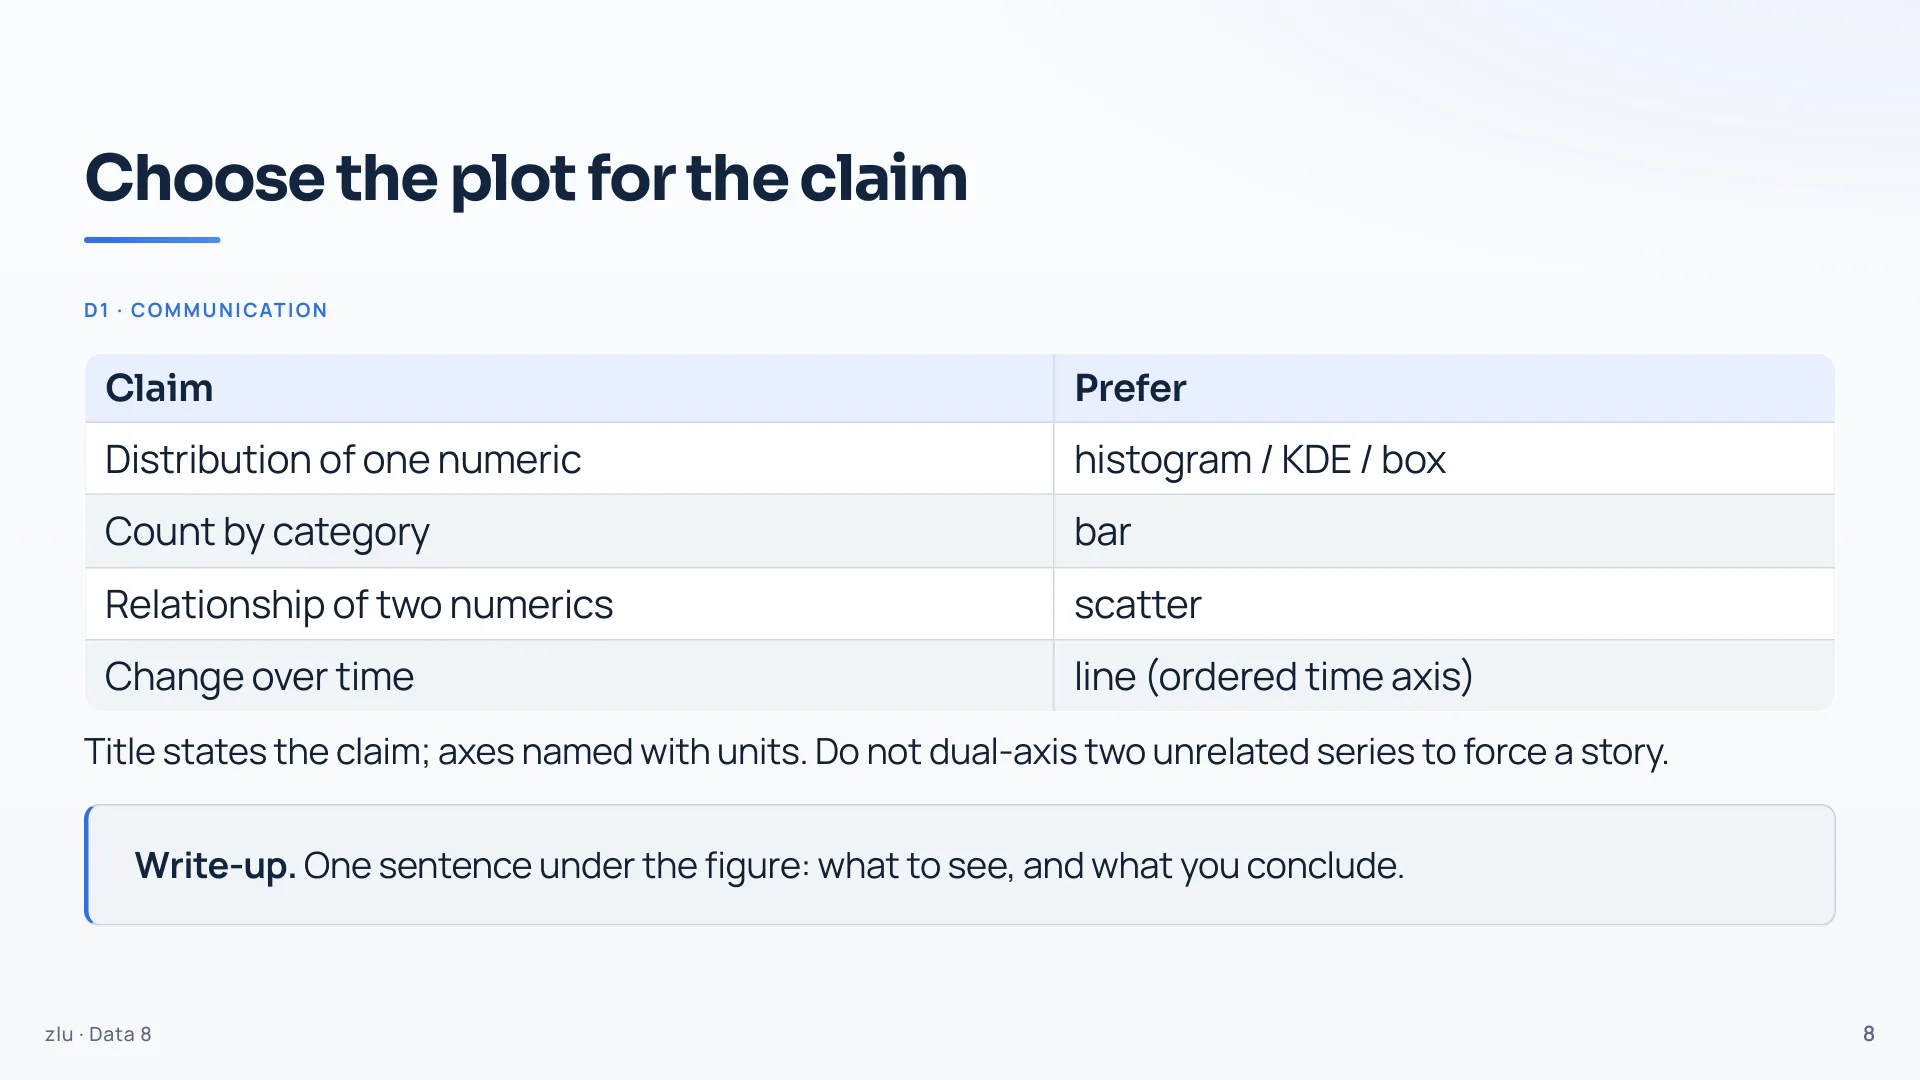 Choose the plot for the claim
D1 · COMMUNICATION
Claim Prefer
Distribution of one numeric histogram / KDE / box
Count by category bar
Relationship of two numerics scatter
Change over time line (ordered time axis)
Title states the claim; axes named with units. Do not dual-axis two unrelated series to force a story.
Write-up. One sentence under the figure: what to see, and what you conclude.
zlu · Data 8 8